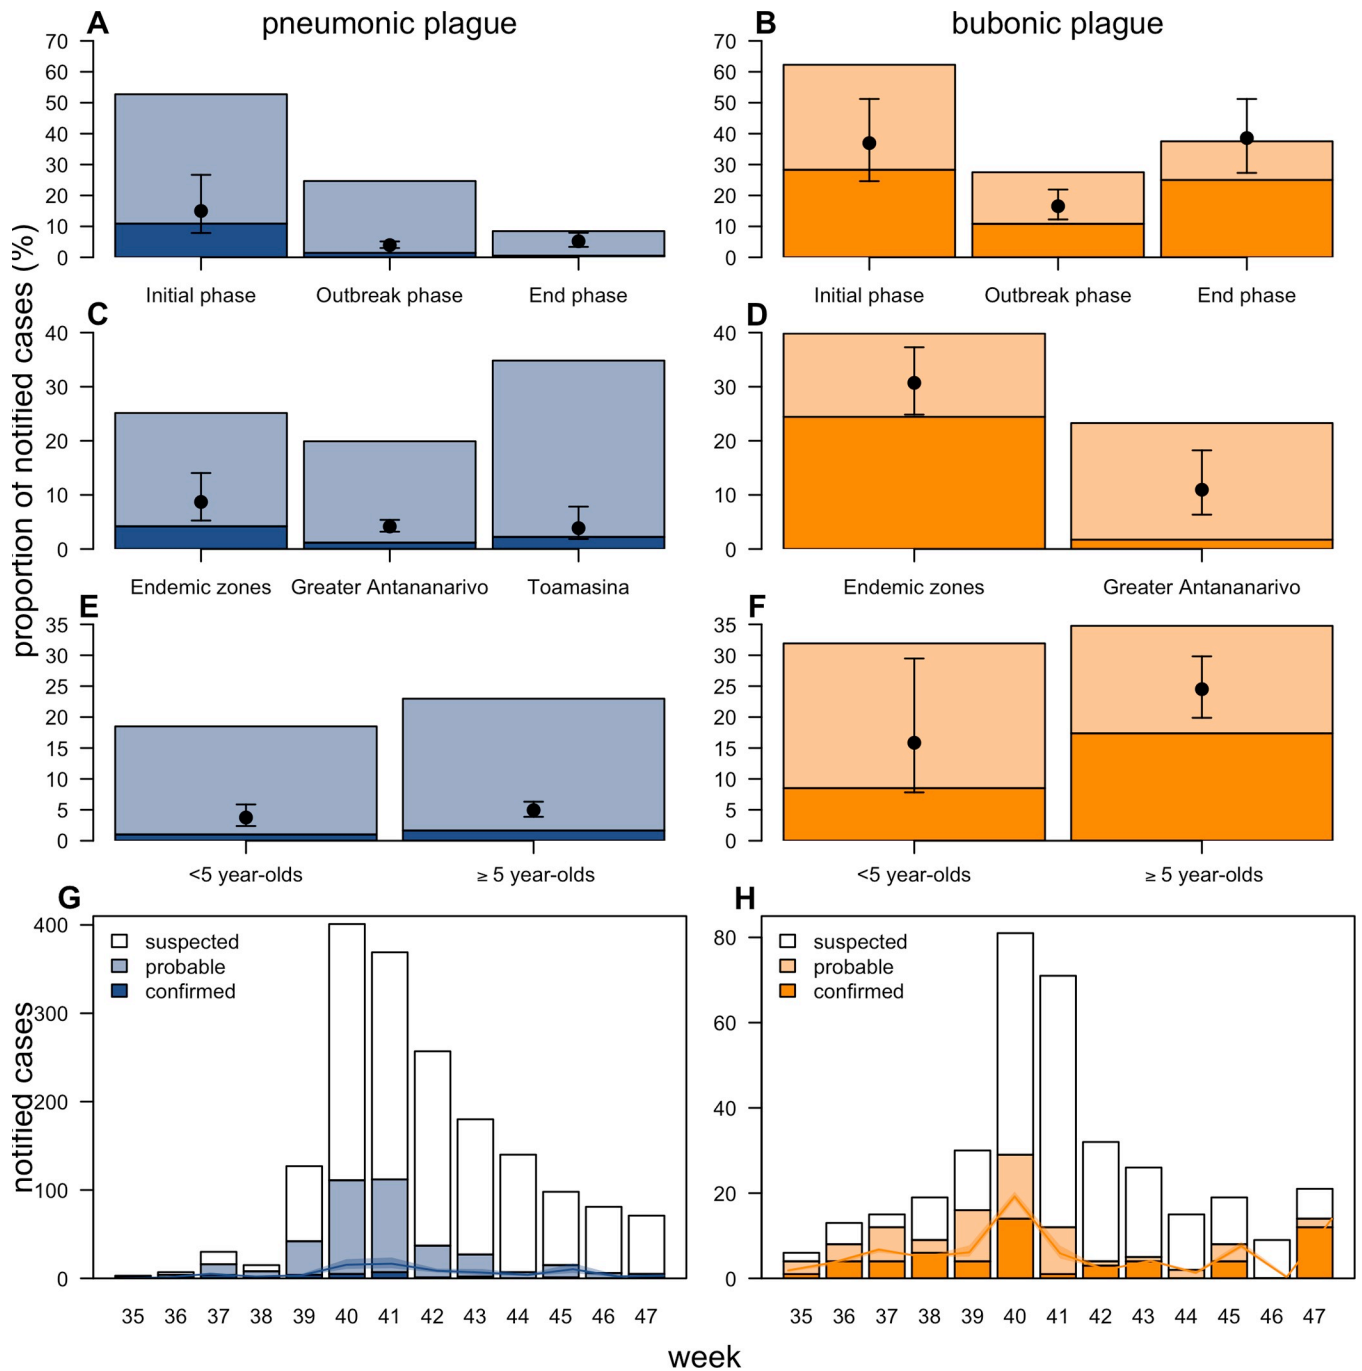 A pneumonic plague
B bubonic plague
proportion of notified cases (%)
70
60
50
40
30
20
10
0
Initial phase Outbreak phase End phase
70
60
50
40
30
20
10
0
Initial phase Outbreak phase End phase
C
40
30
20
10
0
Endemic zones Greater Antananarivo Toamasina
D
40
30
20
10
0
Endemic zones Greater Antananarivo
E
35
30
25
20
15
10
5
0
<5 year-olds ≥ 5 year-olds
F
35
30
25
20
15
10
5
0
<5 year-olds ≥ 5 year-olds
G
notified cases
400
300
200
100
0
suspected
probable
confirmed
35 36 37 38 39 40 41 42 43 44 45 46 47
H
80
60
40
20
0
suspected
probable
confirmed
35 36 37 38 39 40 41 42 43 44 45 46 47
week